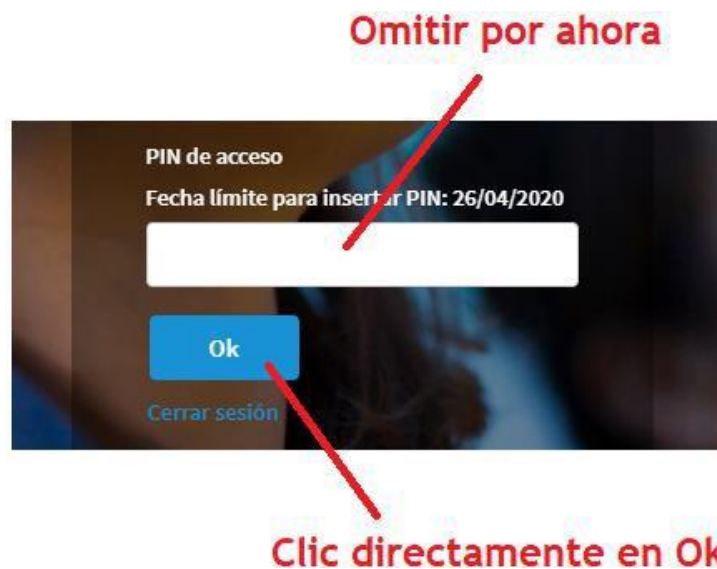 Omitir por ahora
PIN de acceso
Fecha límite para insertar PIN: 26/04/2020
Ok
Cerrar sesión
Clic directamente en Ok